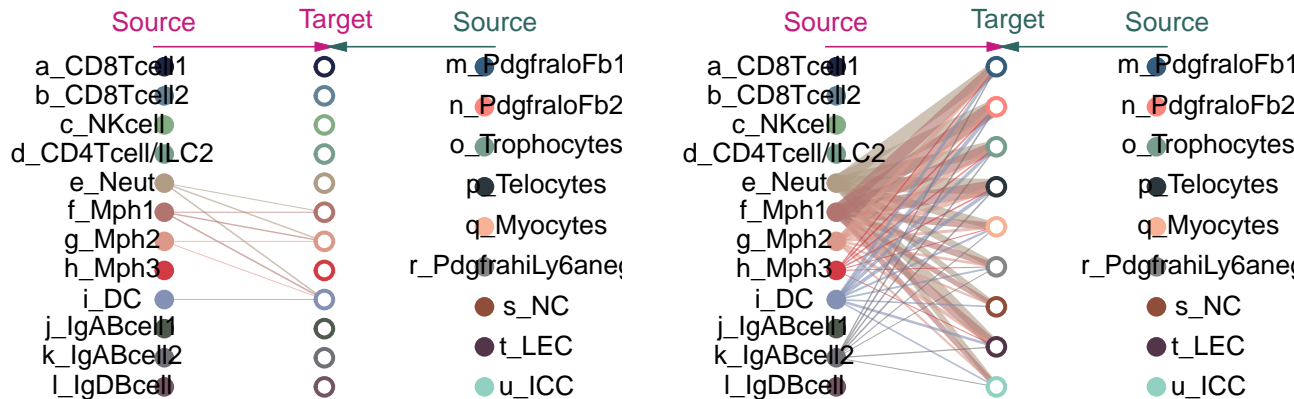 Source Target Source
a_CD8Tcell1
b_CD8Tcell2
c_NKcell
d_CD4Tcell/ILC2
e_Neut
f_Mph1
g_Mph2
h_Mph3
i_DC
j_IgABcell1
k_IgABcell2
l_IgDBcell
m_PdgfraloFb1
n_PdgfraloFb2
o_Trophocytes
p_Telocytes
q_Myocytes
r_PdgfrahiLy6aneg
s_NC
t_LEC
u_ICC
Source Target Source
a_CD8Tcell1
b_CD8Tcell2
c_NKcell
d_CD4Tcell/ILC2
e_Neut
f_Mph1
g_Mph2
h_Mph3
i_DC
j_IgABcell1
k_IgABcell2
l_IgDBcell
m_PdgfraloFb1
n_PdgfraloFb2
o_Trophocytes
p_Telocytes
q_Myocytes
r_PdgfrahiLy6aneg
s_NC
t_LEC
u_ICC